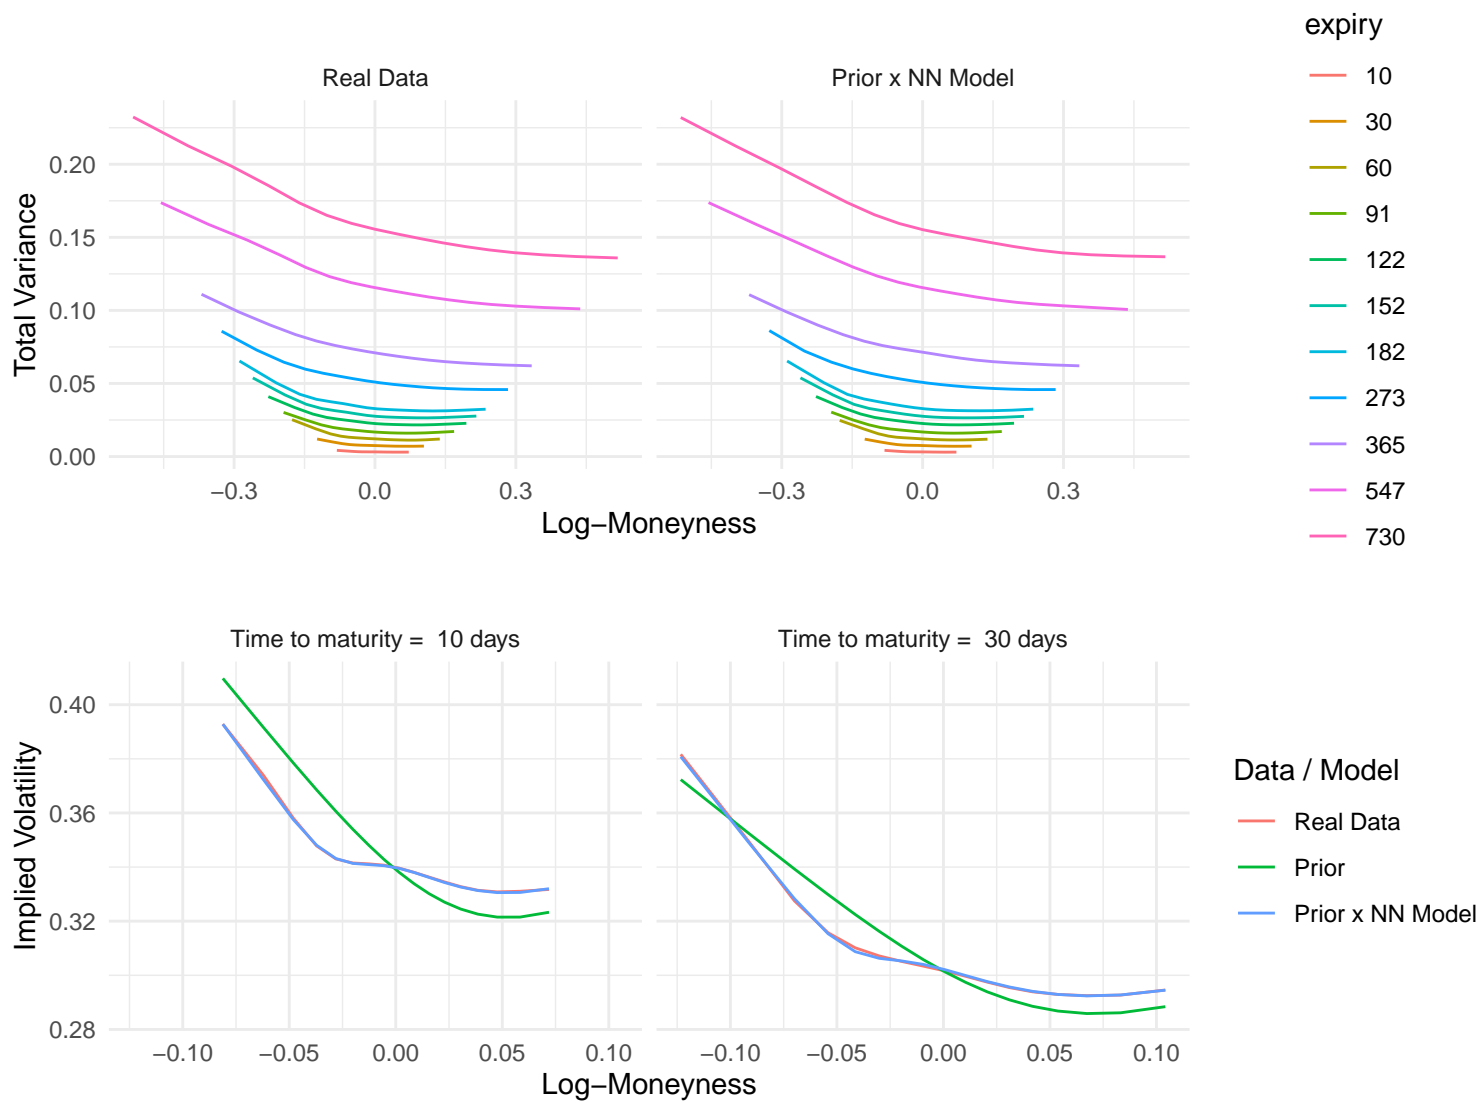 expiry
10
30
60
91
122
152
182
273
365
547
730
Real Data
Prior x NN Model
Total Variance
0.20
0.15
0.10
0.05
0.00
−0.3
0.0
0.3
−0.3
0.0
0.3
Log−Moneyness
Time to maturity =  10 days
Time to maturity =  30 days
Implied Volatility
0.40
0.36
0.32
0.28
−0.10
−0.05
0.00
0.05
0.10
−0.10
−0.05
0.00
0.05
0.10
Log−Moneyness
Data / Model
Real Data
Prior
Prior x NN Model